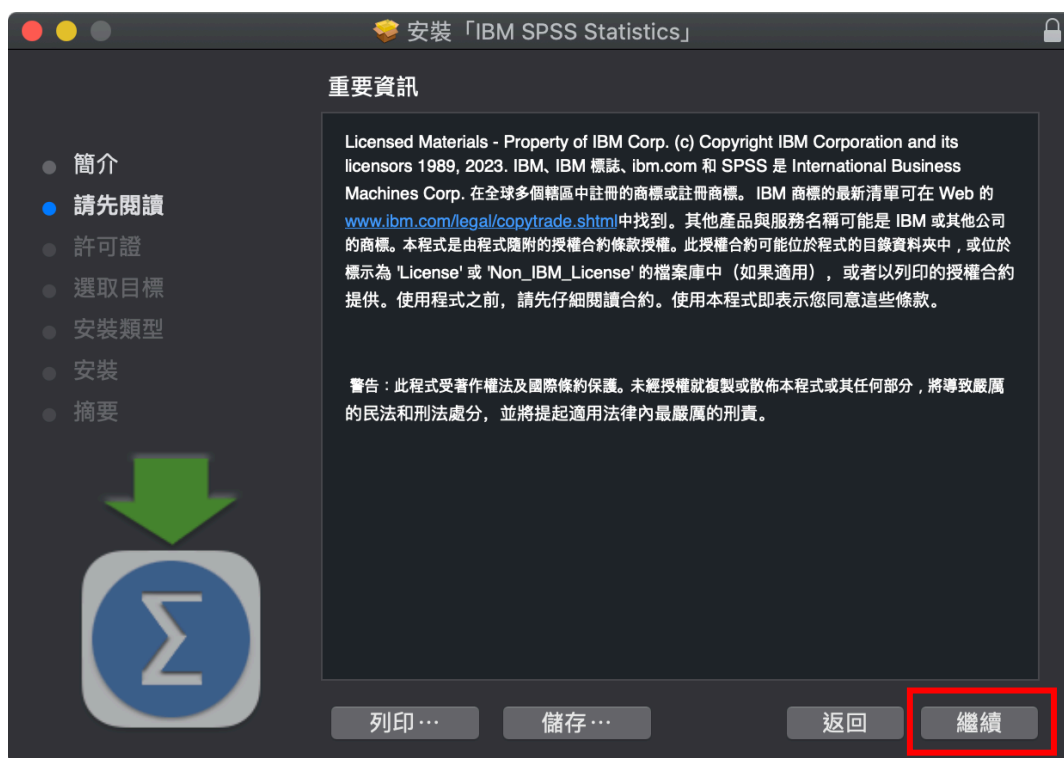 安裝「IBM SPSS Statistics」
重要資訊
簡介
請先閱讀
許可證
選取目標
安裝類型
安裝
摘要
Licensed Materials - Property of IBM Corp. (c) Copyright IBM Corporation and its
licensors 1989, 2023. IBM、IBM 標誌、ibm.com 和 SPSS 是 International Business
Machines Corp. 在全球多個轄區中註冊的商標或註冊商標。 IBM 商標的最新清單可在 Web 的
www.ibm.com/legal/copytrade.shtml中找到。其他產品與服務名稱可能是 IBM 或其他公司
的商標。本程式是由程式隨附的授權合約條款授權。此授權合約可能位於程式的目錄資料夾中，或位於
標示為 'License' 或 'Non_IBM_License' 的檔案庫中（如果適用），或者以列印的授權合約
提供。使用程式之前，請先仔細閱讀合約。使用本程式即表示您同意這些條款。
警告：此程式受著作權法及國際條約保護。未經授權就複製或散佈本程式或其任何部分，將導致嚴厲
的民法和刑法處分，並將提起適用法律內最嚴厲的刑責。
Σ
列印…
儲存…
返回
繼續